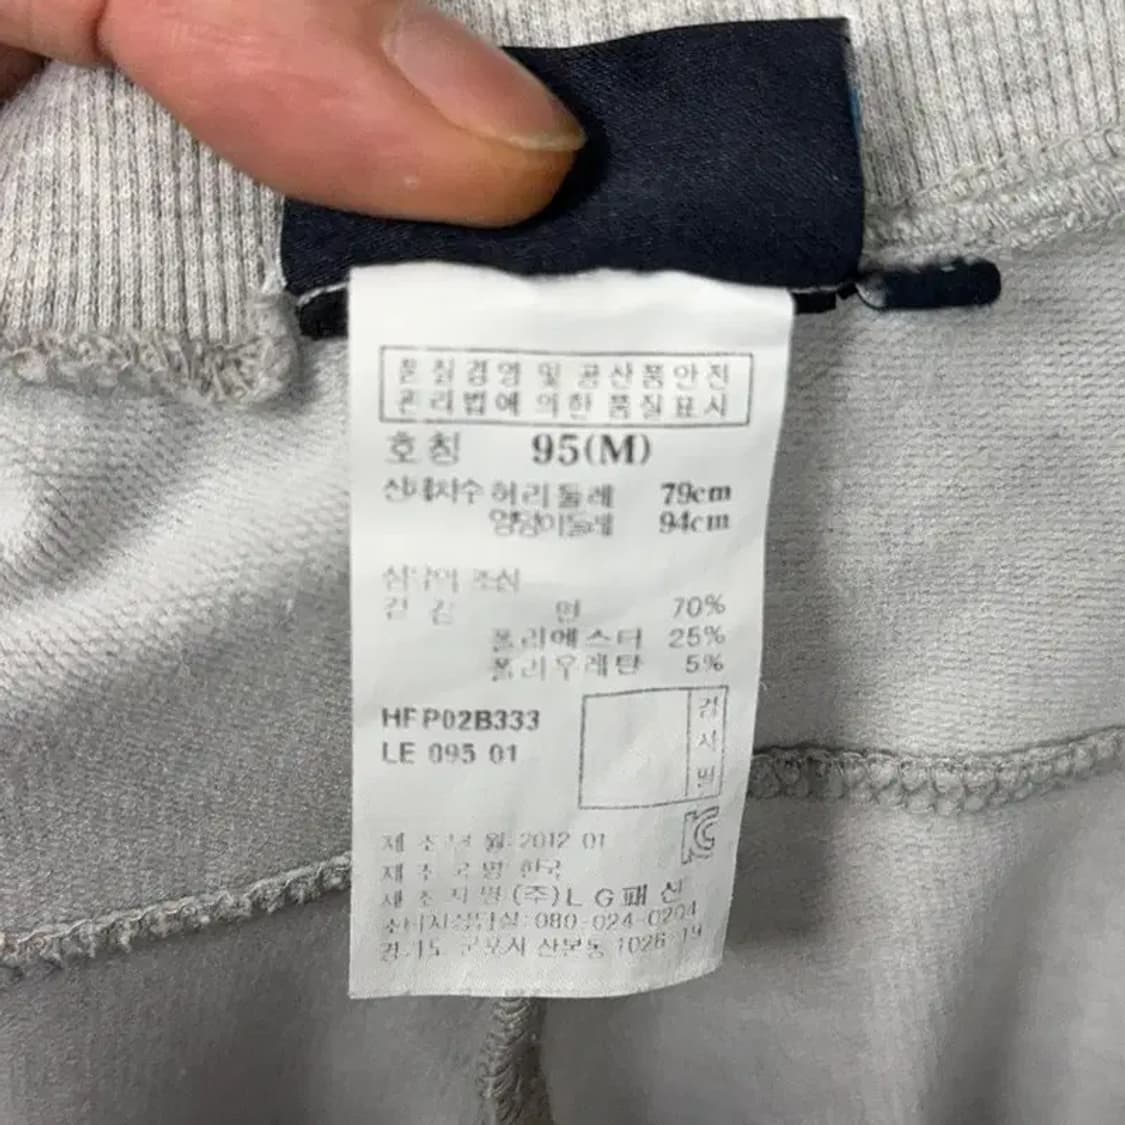 품질경영 및 공산품안전
관리법에 의한 품질표시
호칭 95(M)
신체치수 허리둘레 79cm
엉덩이둘레 94cm
섬유의 조성
겉감 면 70%
폴리에스터 25%
폴리우레탄 5%
HFP02B333
LE 095 01
검
사
필
제조년월: 2012 01
제조국명: 한국
제조자명 (주)LG패션
소비자상담실: 080-024-0204
경기도 군포시 산본동 1026-19